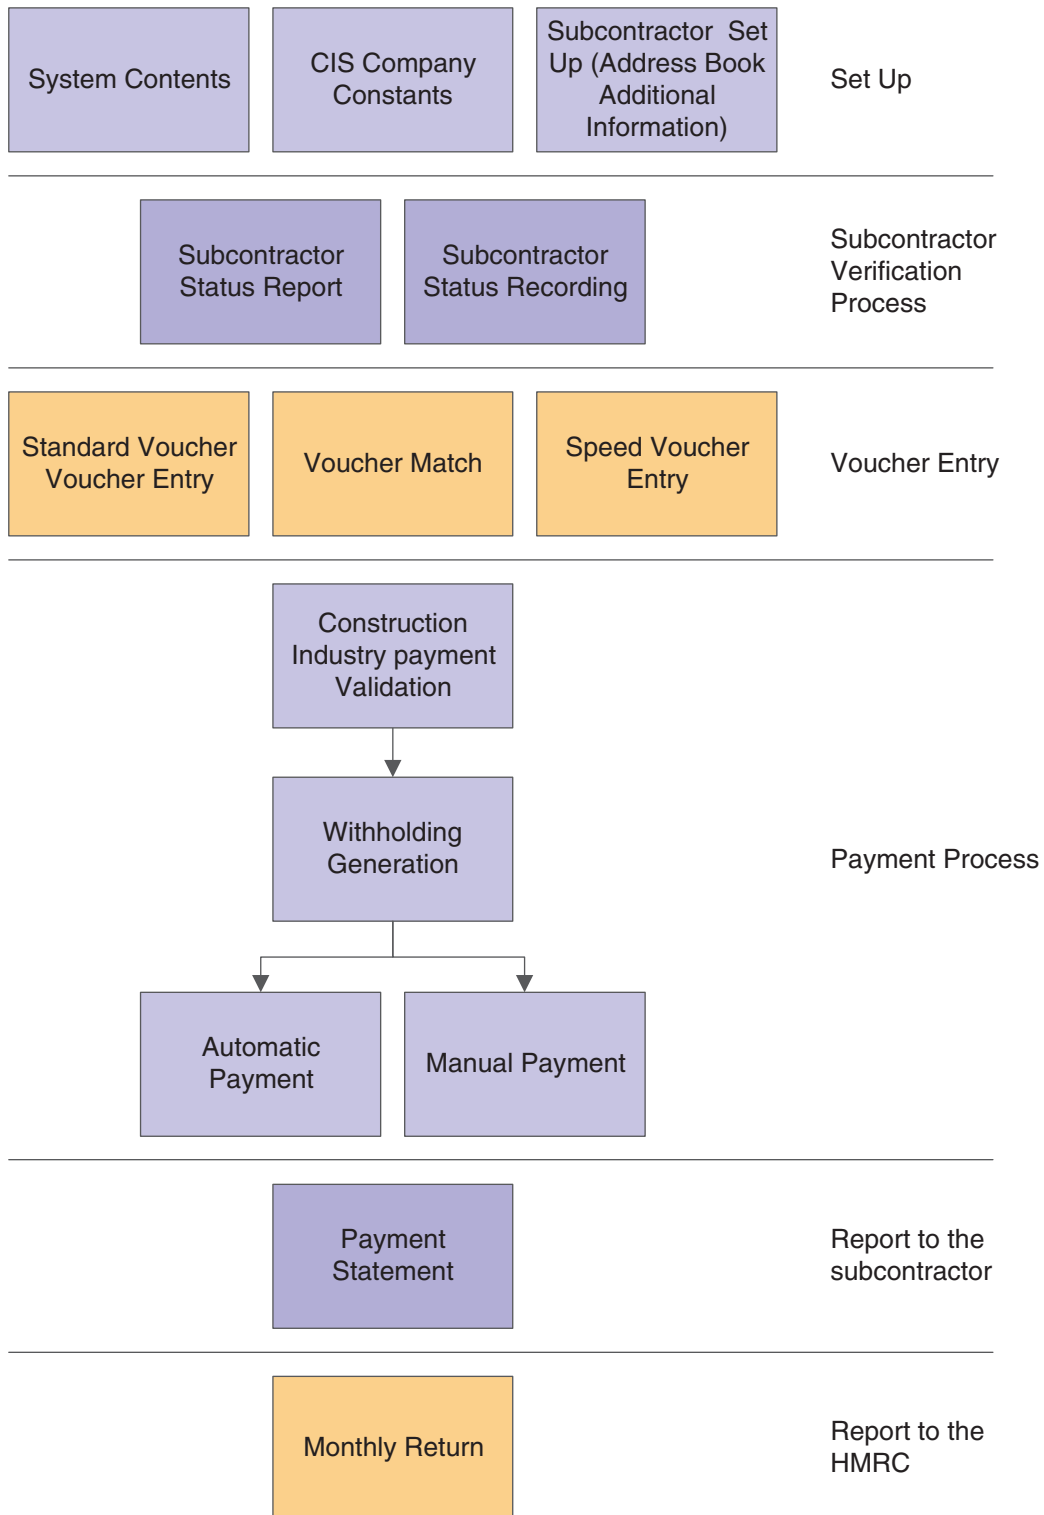 System Contents
CIS Company
Constants
Subcontractor Set
Up (Address Book
Additional
Information)
Set Up
Subcontractor
Status Report
Subcontractor
Status Recording
Subcontractor
Verification
Process
Standard Voucher
Voucher Entry
Voucher Match
Speed Voucher
Entry
Voucher Entry
Construction
Industry payment
Validation
Withholding
Generation
Payment Process
Automatic
Payment
Manual Payment
Payment
Statement
Report to the
subcontractor
Monthly Return
Report to the
HMRC